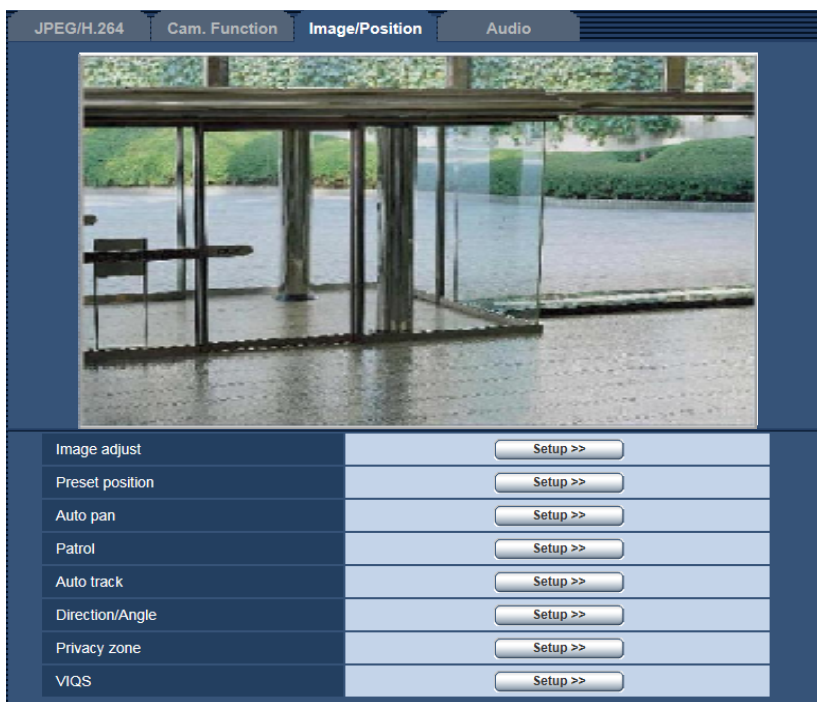 JPEG/H.264 Cam. Function Image/Position Audio
Image adjust Setup >>
Preset position Setup >>
Auto pan Setup >>
Patrol Setup >>
Auto track Setup >>
Direction/Angle Setup >>
Privacy zone Setup >>
VIQS Setup >>